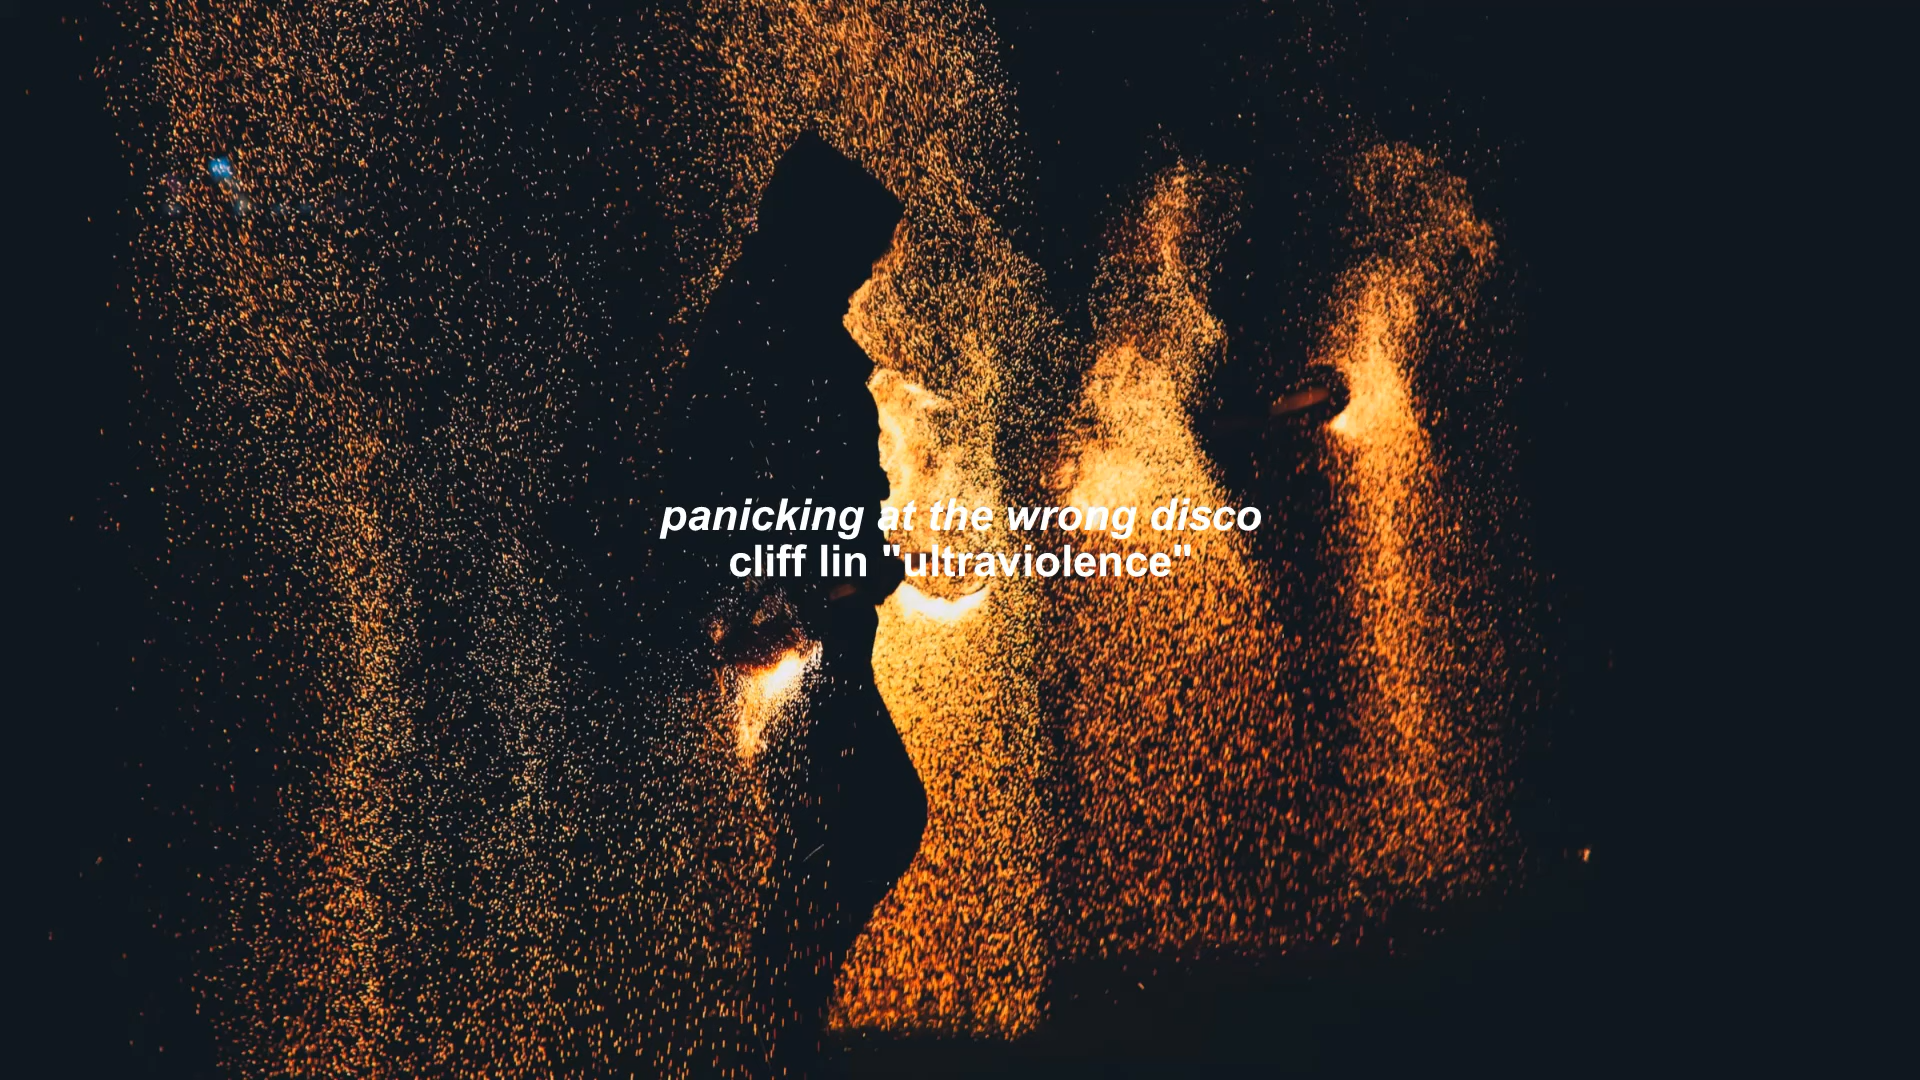 panicking at the wrong disco
cliff lin "ultraviolence"